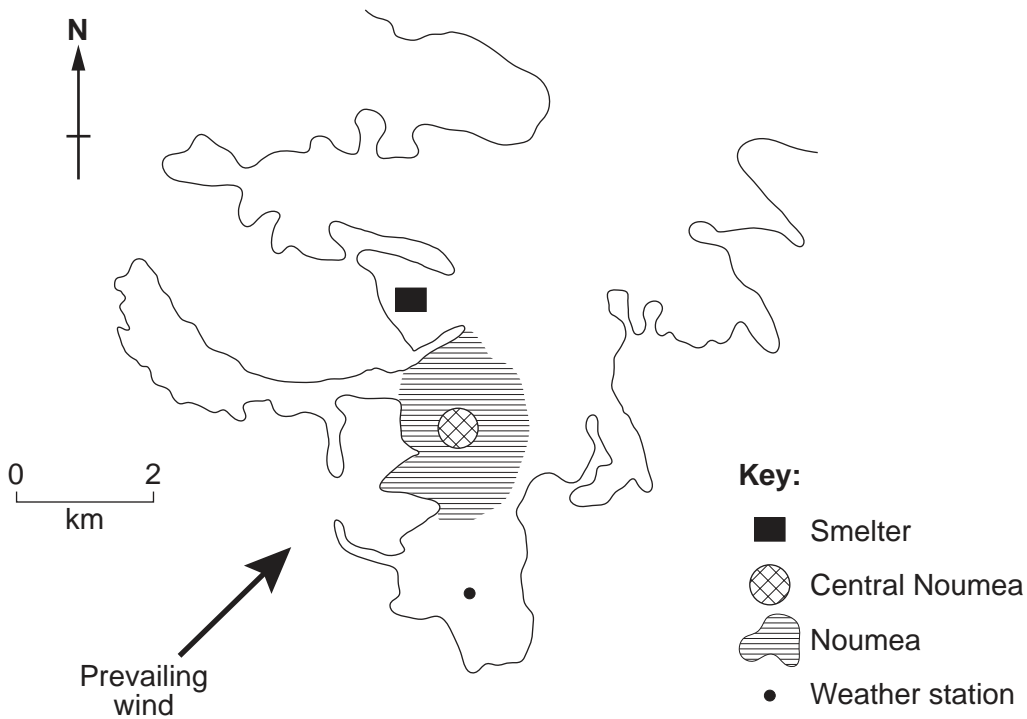 N
0 2
km
Prevailing
wind
Key:
Smelter
Central Noumea
Noumea
Weather station